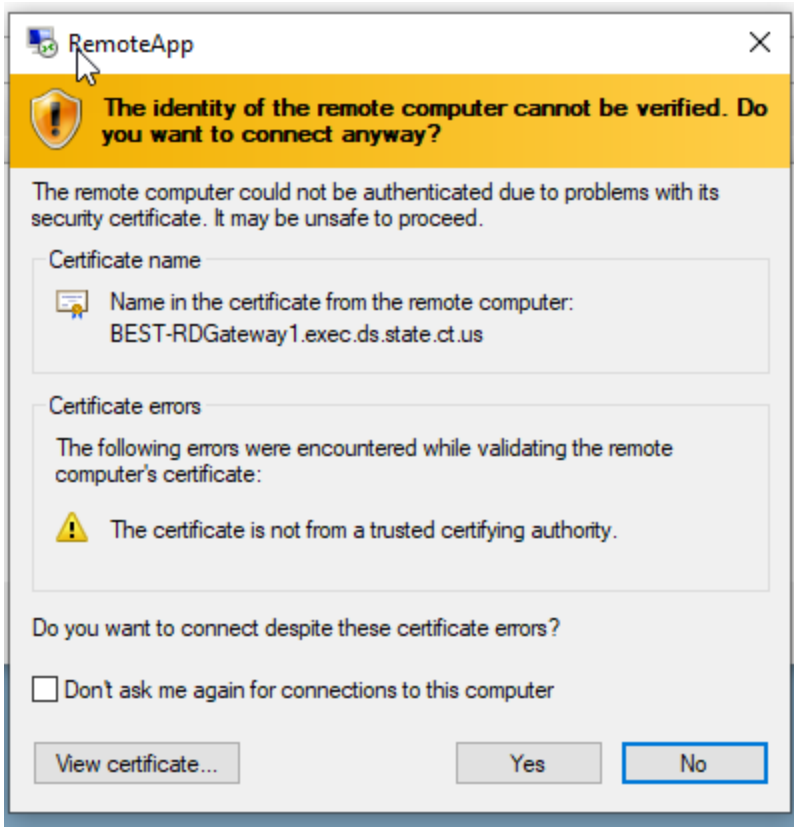 RemoteApp
The identity of the remote computer cannot be verified. Do
you want to connect anyway?
The remote computer could not be authenticated due to problems with its
security certificate. It may be unsafe to proceed.
Certificate name
Name in the certificate from the remote computer:
BEST-RDGateway1.exec.ds.state.ct.us
Certificate errors
The following errors were encountered while validating the remote
computer's certificate:
The certificate is not from a trusted certifying authority.
Do you want to connect despite these certificate errors?
Don't ask me again for connections to this computer
View certificate...
Yes
No